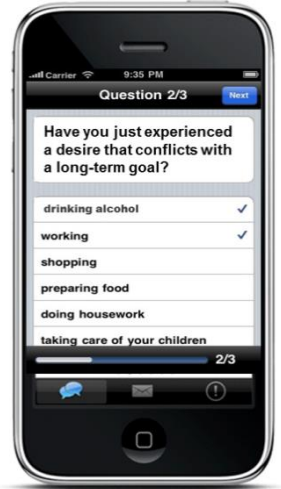 Carrier 9:35 PM
Question 2/3 Next
Have you just experienced
a desire that conflicts with
a long-term goal?
drinking alcohol
working
shopping
preparing food
doing housework
taking care of your children
2/3